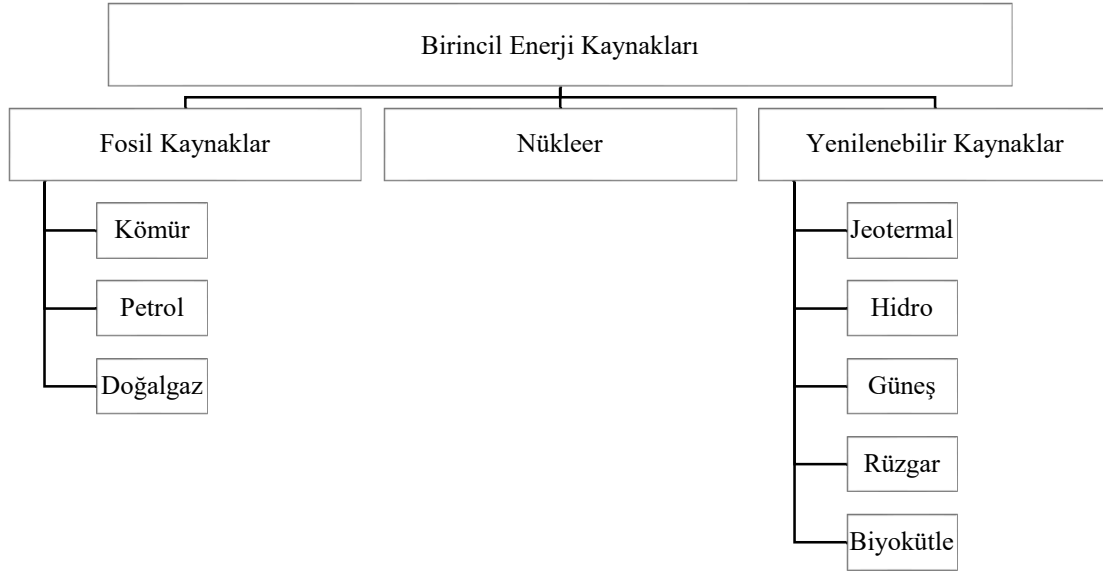 Birincil Enerji Kaynakları
Fosil Kaynaklar
Nükleer
Yenilenebilir Kaynaklar
Kömür
Petrol
Doğalgaz
Jeotermal
Hidro
Güneş
Rüzgar
Biyokütle